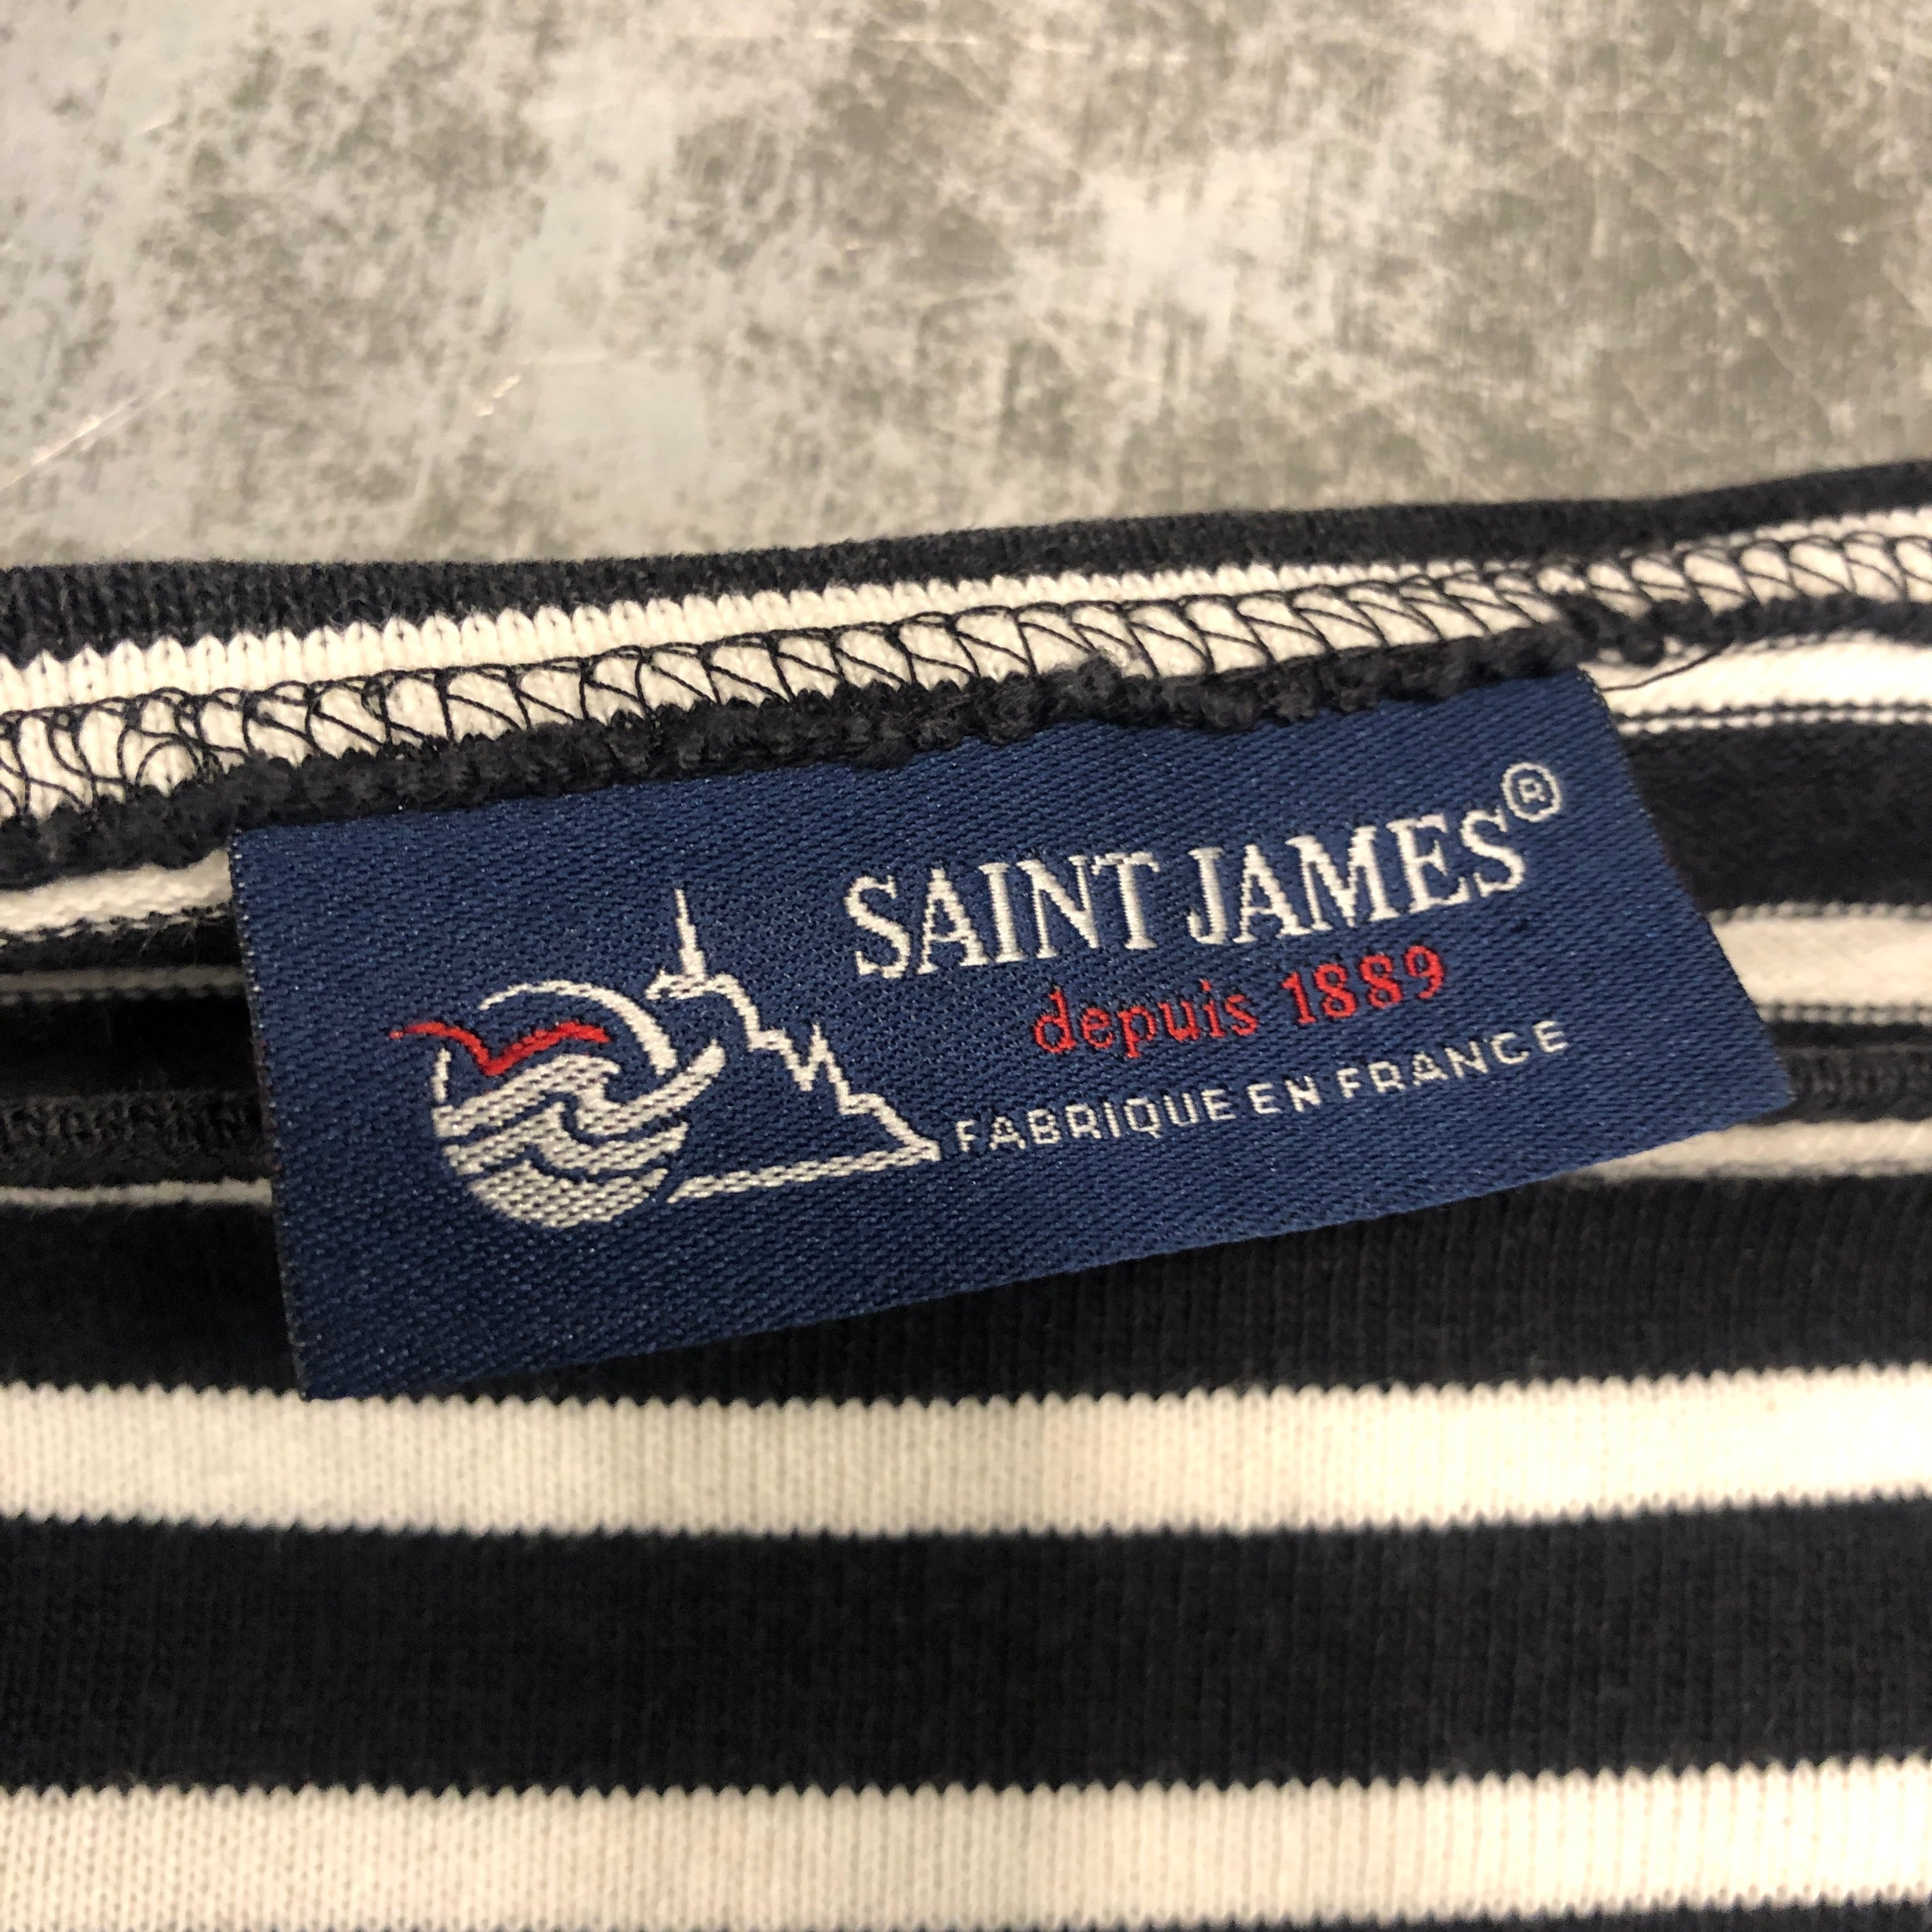 SAINT JAMES®
depuis 1889
FABRIQUE EN FRANCE